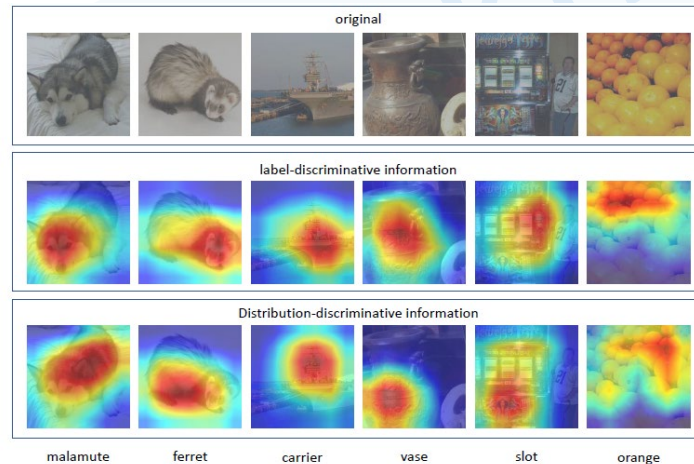 original
label-discriminative information
Distribution-discriminative information
malamute ferret carrier vase slot orange